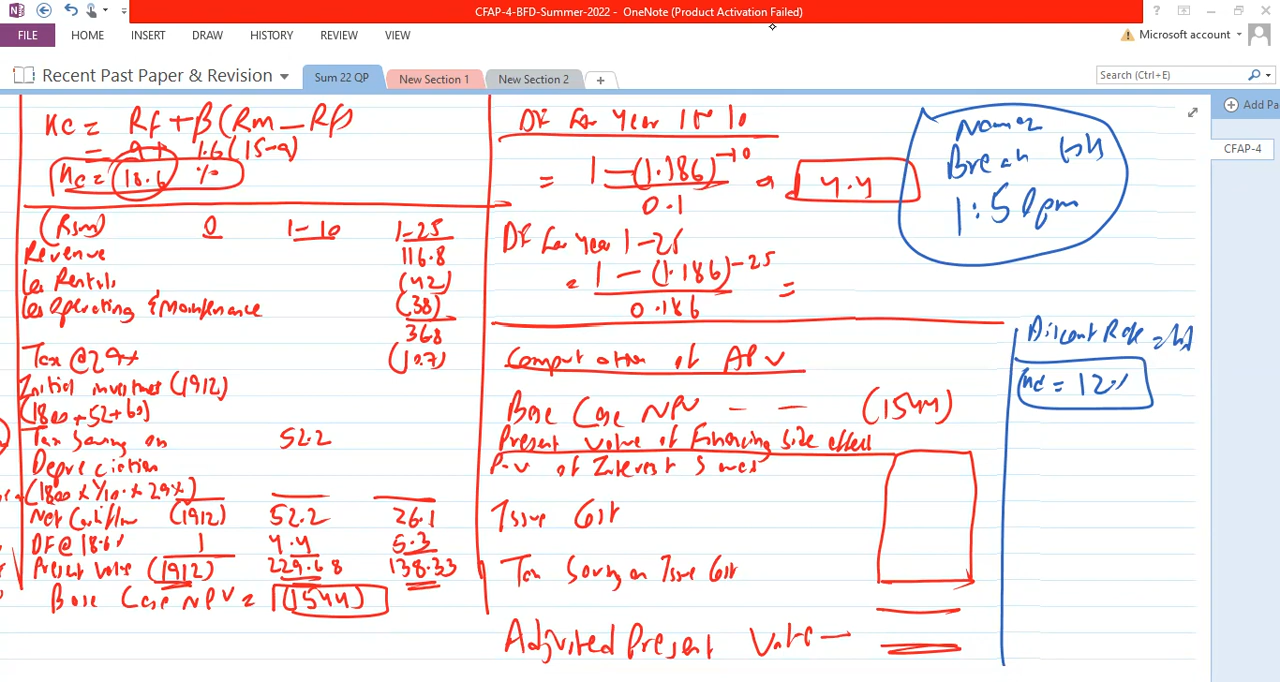 CFAP-4-BFD-Summer-2022 - OneNote (Product Activation Failed)
FILE HOME INSERT DRAW HISTORY REVIEW VIEW
Microsoft account
Recent Past Paper & Revision Sum 22 QP New Section 1 New Section 2
Search (Ctrl+E)
Add Pa
CFAP-4
Kc = Rf + β(Rm - Rf)
= 9 + 1.6(15-9)
Kc = 18.6 %
(Rsm) 0 1-10 1-25
Revenue 116.8
Les Rentals (42)
Les Operating & Maintenance (38)
36.8
Tax @ 29% (10.7)
Initial investment (1912)
(1800+52+60)
Tax Saving on 52.2
Depreciation
(1800 x 1/10 x 29%)
Net Cashflow (1912) 52.2 26.1
DF @ 18.6% 1 4.4 5.3
Present Value (1912) 229.68 138.33
Base Case NPV = (1544)
DF For Year 1 to 10
= 1 - (1.186)-10 = 4.4
0.1
DF For Year 1-25
= 1 - (1.186)-25 =
0.186
Computation of APV
Base Case NPV - - (1544)
Present Value of Financing Side effect
P.V of Interest
Issue Cost
Tax Saving on Issue Cost
Adjusted Present Value -
Namaz
Break
1:50pm
Discount Rate =
Kc = 12%